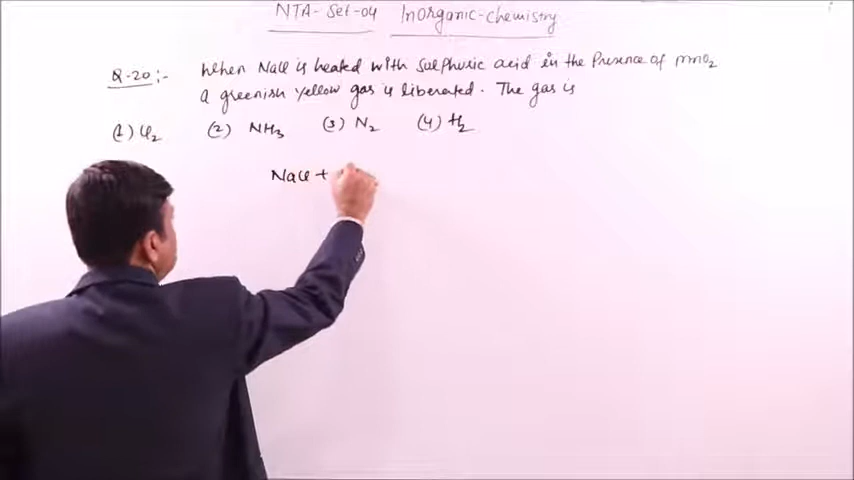 NTA-Set-04 Inorganic-chemistry
Q-20:- When NaCl is heated with Sulphuric acid in the Presence of MnO2
a greenish yellow gas is liberated. The gas is
(1) Cl2 (2) NH3 (3) N2 (4) H2
NaCl +